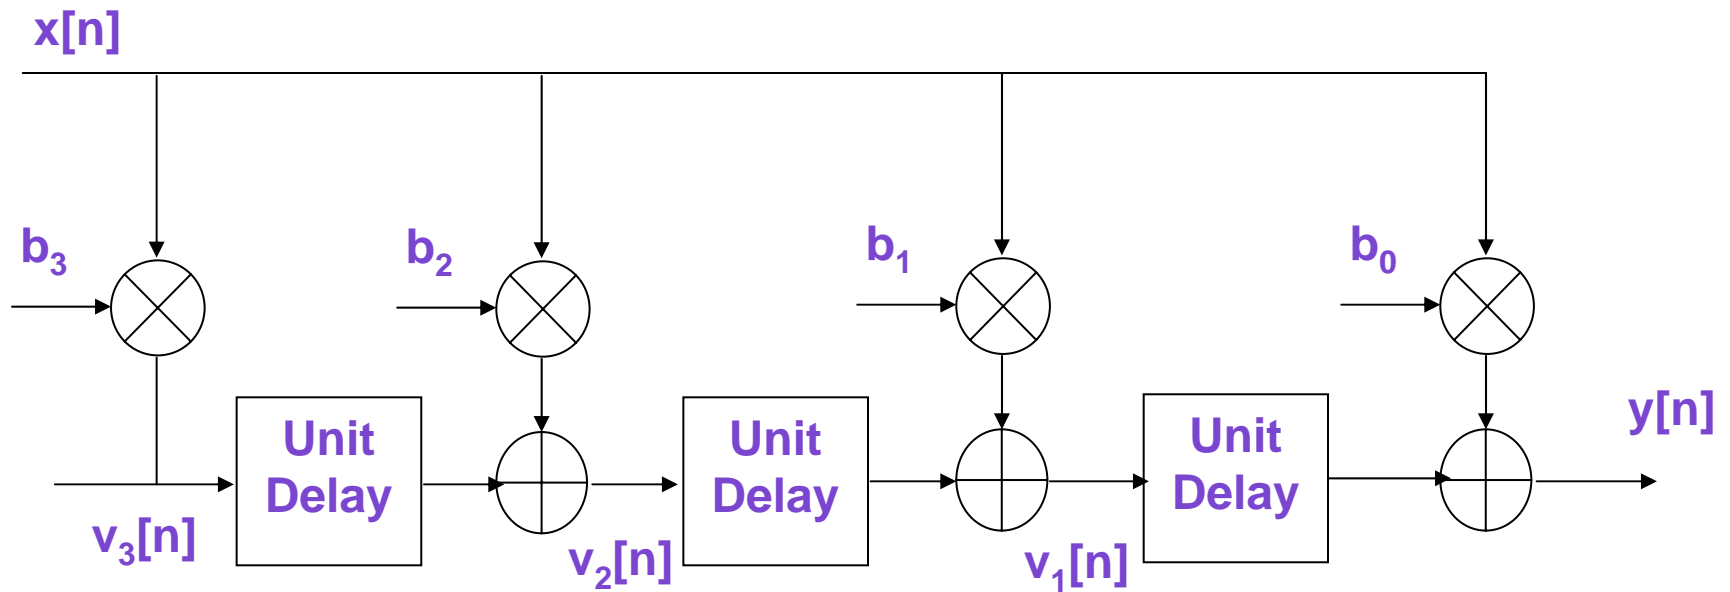 x[n]
b₃
b₂
b₁
b₀
Unit
Delay
Unit
Delay
Unit
Delay
y[n]
v₃[n]
v₂[n]
v₁[n]